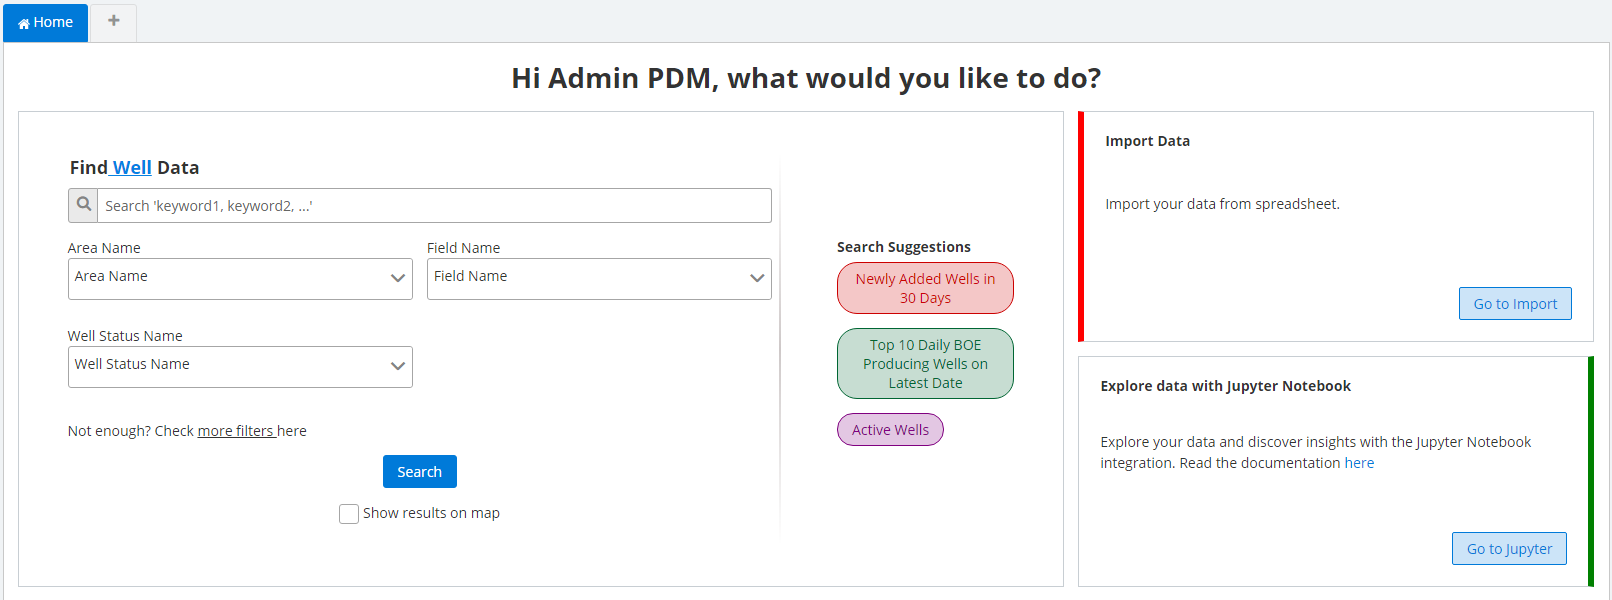 Home
Hi Admin PDM, what would you like to do?
Find Well Data
Search 'keyword1, keyword2, ...'
Area Name
Field Name
Area Name
Field Name
Well Status Name
Well Status Name
Not enough? Check more filters here
Search
Show results on map
Search Suggestions
Newly Added Wells in
30 Days
Top 10 Daily BOE
Producing Wells on
Latest Date
Active Wells
Import Data
Import your data from spreadsheet.
Go to Import
Explore data with Jupyter Notebook
Explore your data and discover insights with the Jupyter Notebook
integration. Read the documentation here
Go to Jupyter